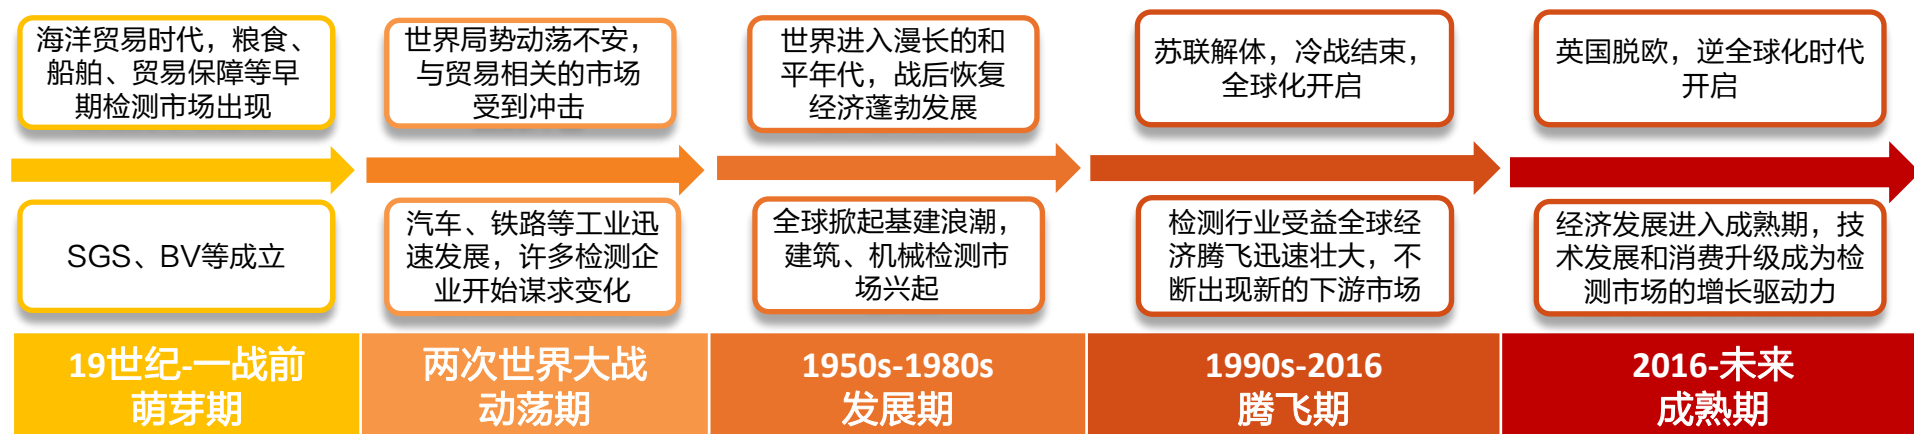 海洋贸易时代，粮食、
船舶、贸易保障等早
期检测市场出现
世界局势动荡不安，
与贸易相关的市场
受到冲击
世界进入漫长的和
平年代，战后恢复
经济蓬勃发展
苏联解体，冷战结束，
全球化开启
英国脱欧，逆全球化时代
开启
SGS、BV等成立
汽车、铁路等工业迅
速发展，许多检测企
业开始谋求变化
全球掀起基建浪潮，
建筑、机械检测市
场兴起
检测行业受益全球经
济腾飞迅速壮大，不
断出现新的下游市场
经济发展进入成熟期，技
术发展和消费升级成为检
测市场的增长驱动力
19世纪-一战前
萌芽期
两次世界大战
动荡期
1950s-1980s
发展期
1990s-2016
腾飞期
2016-未来
成熟期